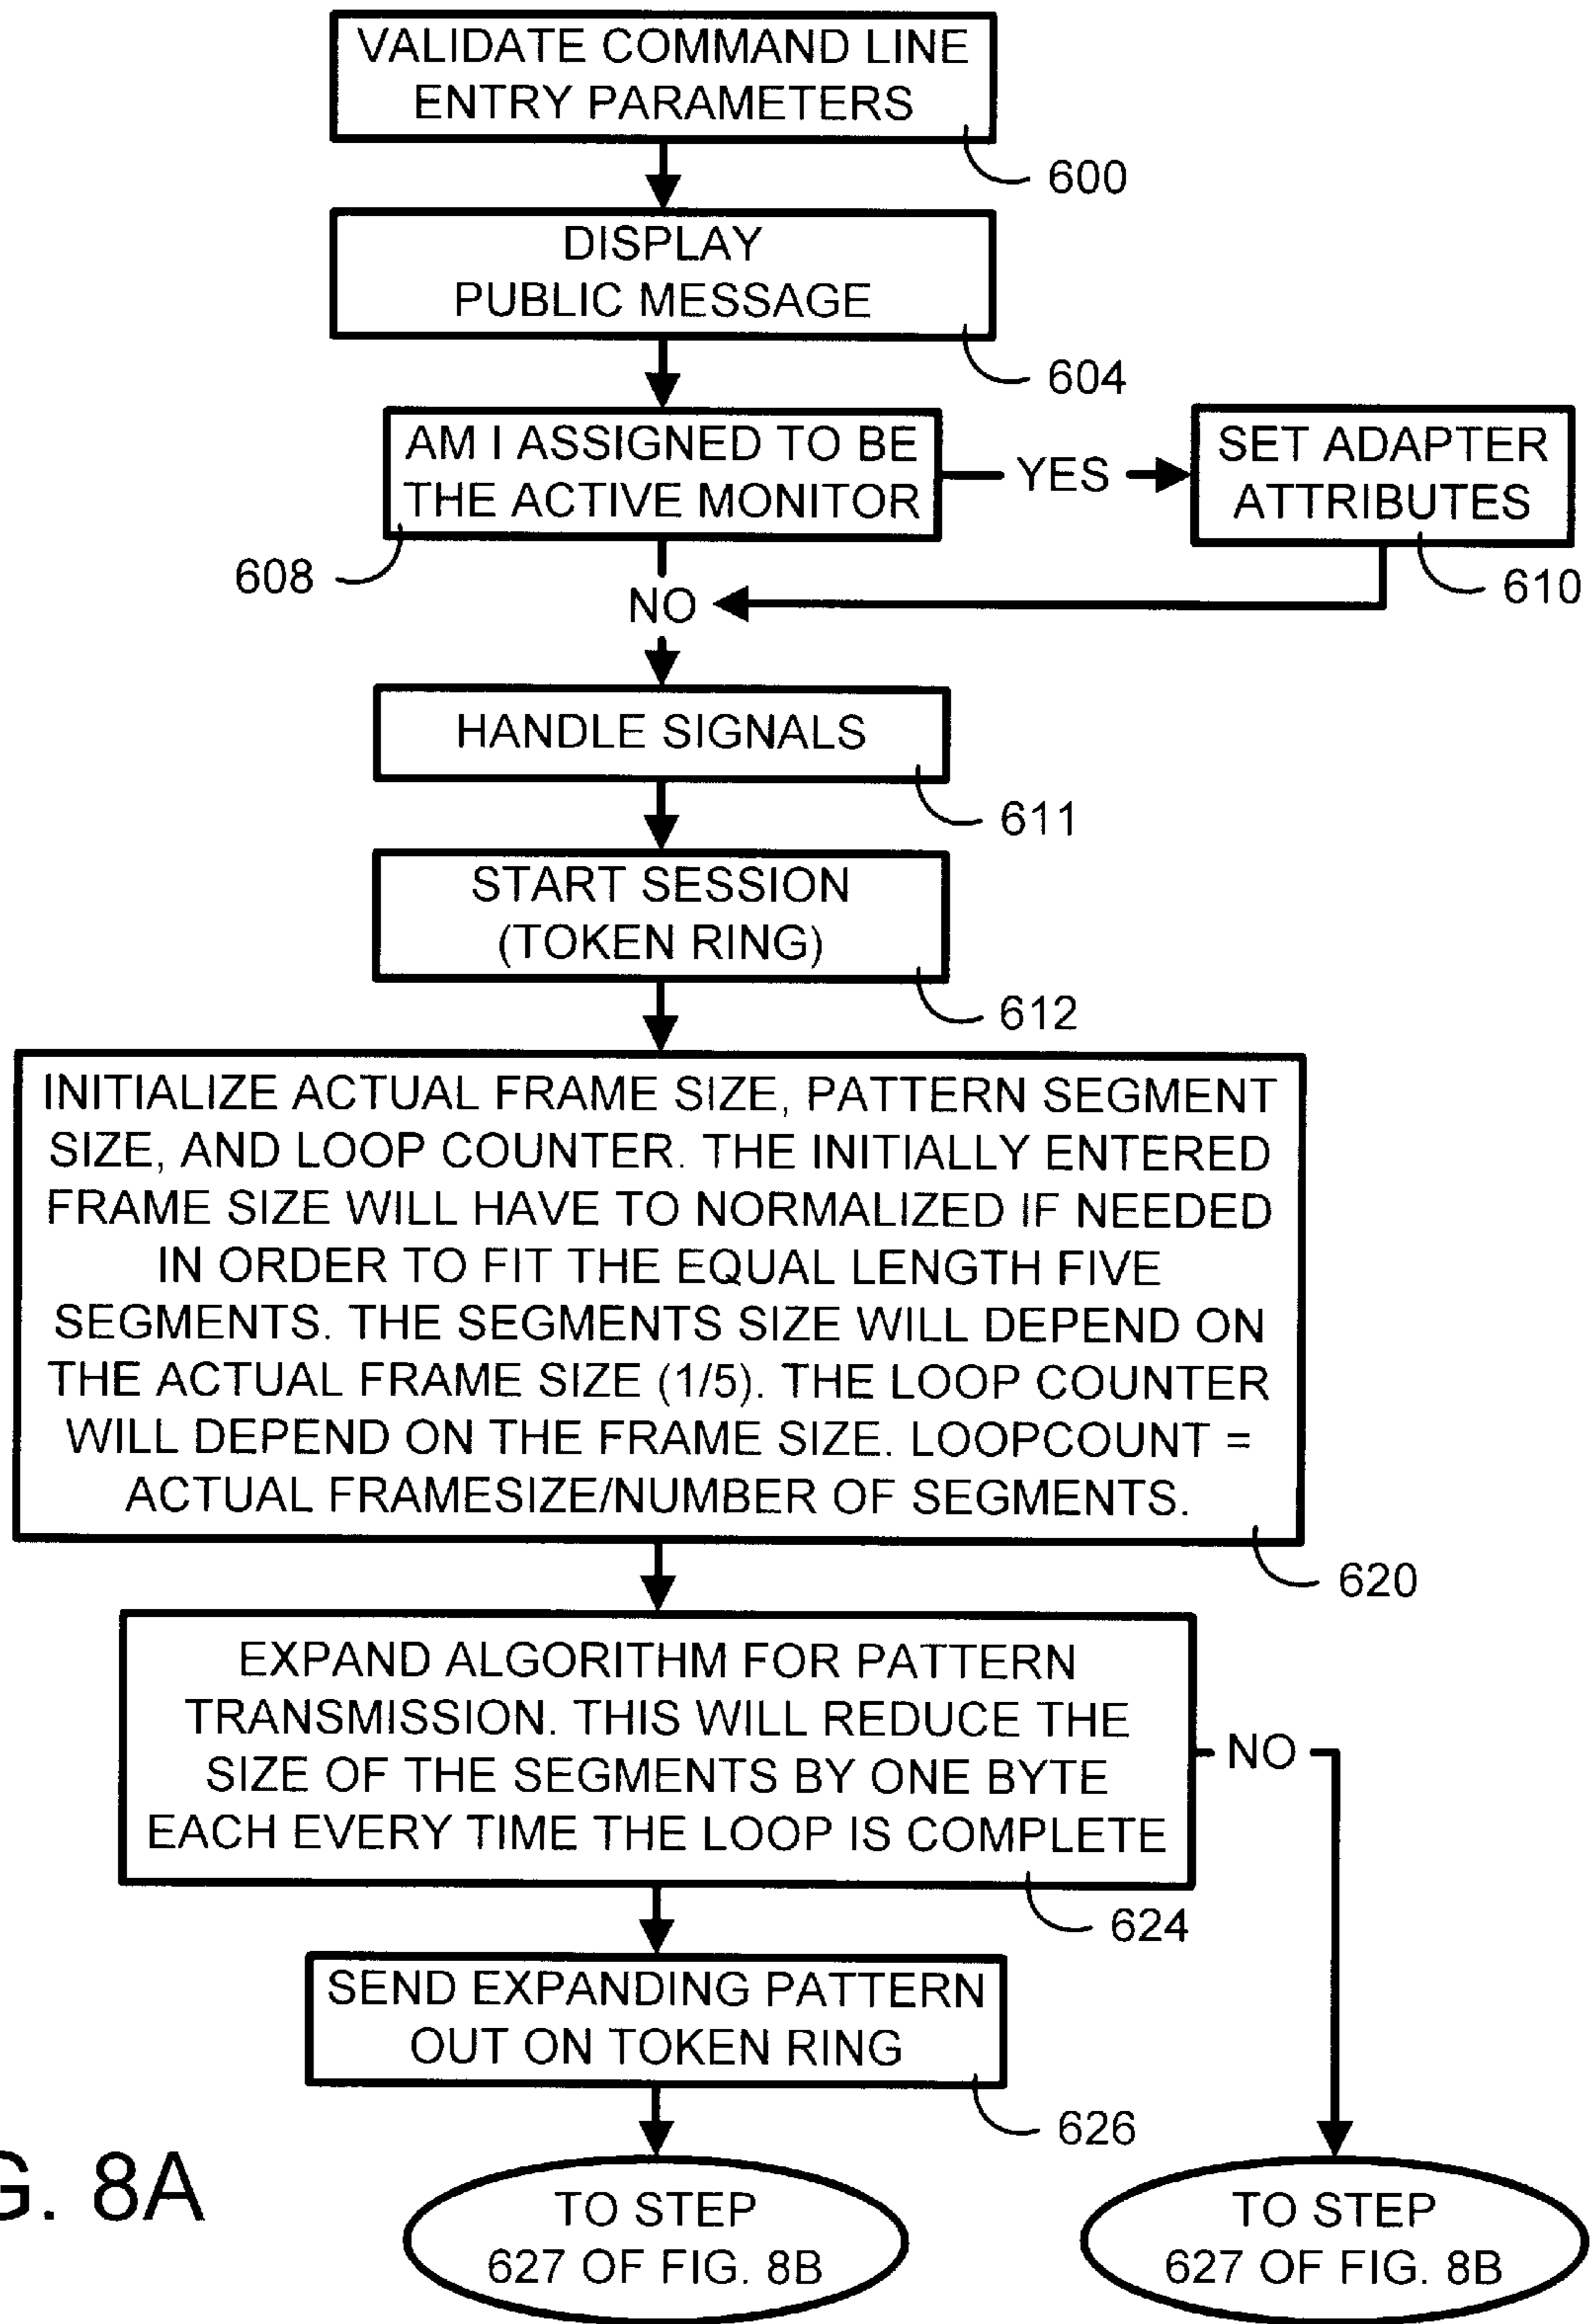 VALIDATE COMMAND LINE
ENTRY PARAMETERS
600
DISPLAY
PUBLIC MESSAGE
604
AM I ASSIGNED TO BE
THE ACTIVE MONITOR
YES
SET ADAPTER
ATTRIBUTES
608
610
NO
HANDLE SIGNALS
611
START SESSION
(TOKEN RING)
612
INITIALIZE ACTUAL FRAME SIZE, PATTERN SEGMENT
SIZE, AND LOOP COUNTER. THE INITIALLY ENTERED
FRAME SIZE WILL HAVE TO NORMALIZED IF NEEDED
IN ORDER TO FIT THE EQUAL LENGTH FIVE
SEGMENTS. THE SEGMENTS SIZE WILL DEPEND ON
THE ACTUAL FRAME SIZE (1/5). THE LOOP COUNTER
WILL DEPEND ON THE FRAME SIZE. LOOPCOUNT =
ACTUAL FRAMESIZE/NUMBER OF SEGMENTS.
620
EXPAND ALGORITHM FOR PATTERN
TRANSMISSION. THIS WILL REDUCE THE
SIZE OF THE SEGMENTS BY ONE BYTE
EACH EVERY TIME THE LOOP IS COMPLETE
NO
624
SEND EXPANDING PATTERN
OUT ON TOKEN RING
626
G. 8A
TO STEP
627 OF FIG. 8B
TO STEP
627 OF FIG. 8B